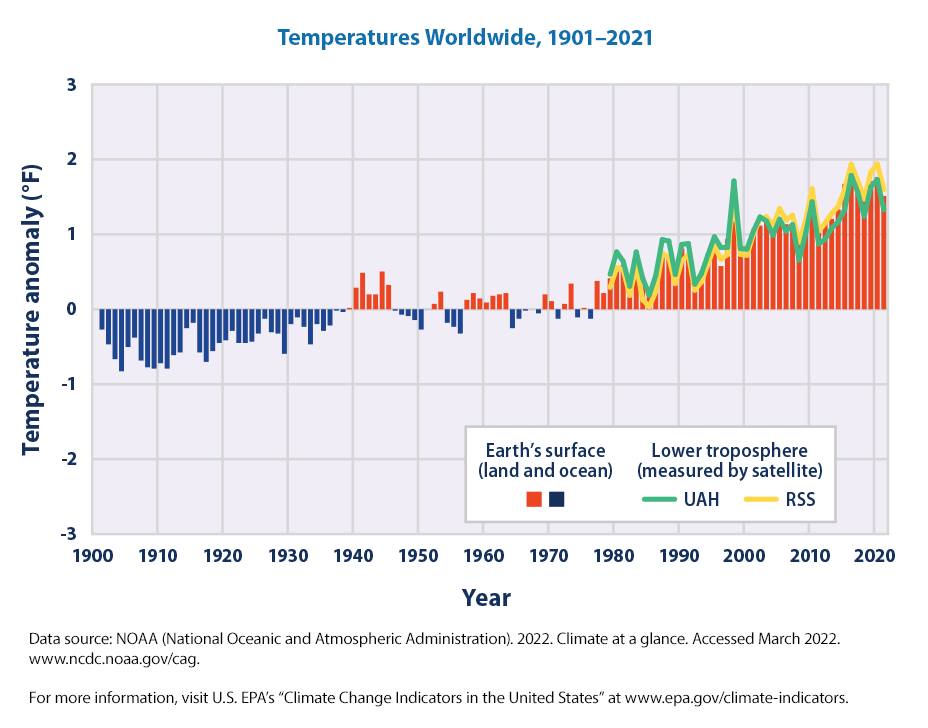 Temperatures Worldwide, 1901–2021
3
2
1
0
-1
-2
-3
Temperature anomaly (°F)
Earth’s surface
(land and ocean)
Lower troposphere
(measured by satellite)
UAH
RSS
1900 1910 1920 1930 1940 1950 1960 1970 1980 1990 2000 2010 2020
Year
Data source: NOAA (National Oceanic and Atmospheric Administration). 2022. Climate at a glance. Accessed March 2022.
www.ncdc.noaa.gov/cag.
For more information, visit U.S. EPA’s “Climate Change Indicators in the United States” at www.epa.gov/climate-indicators.